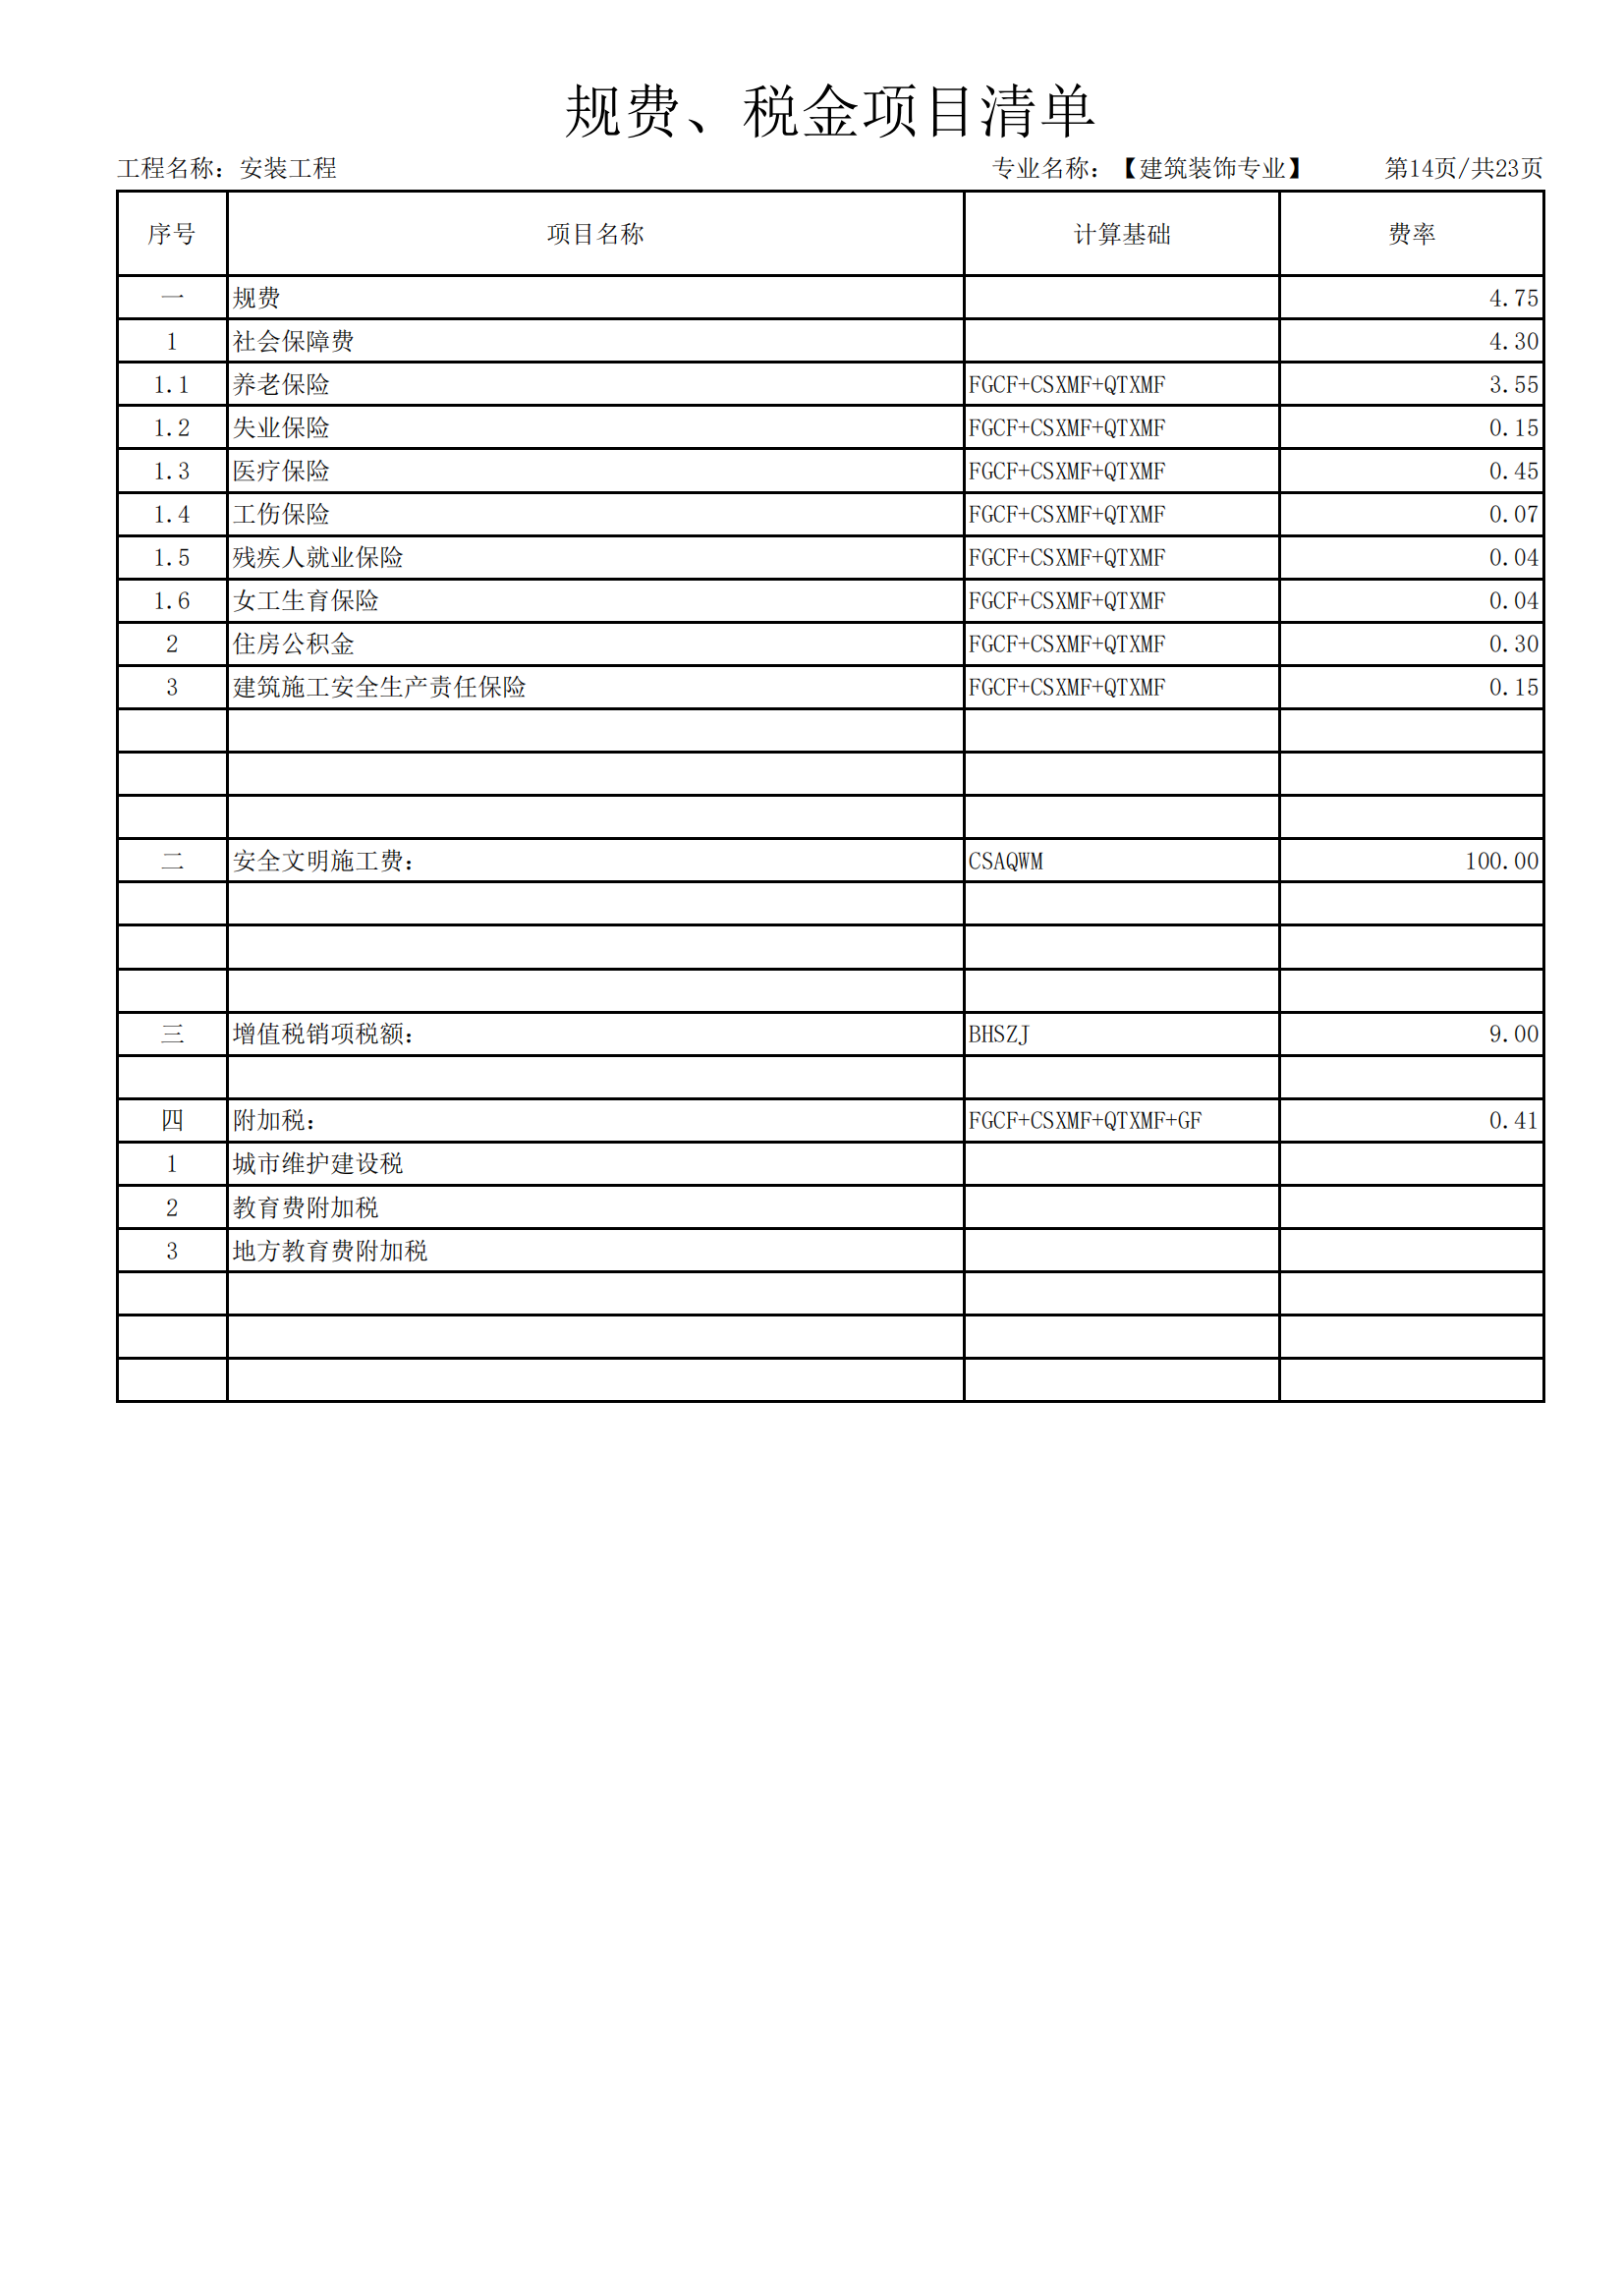 规费、税金项目清单
工程名称：安装工程 专业名称：【建筑装饰专业】 第14页/共23页
序号 项目名称 计算基础 费率
一 规费 4.75
1 社会保障费 4.30
1.1 养老保险 FGCF+CSXMF+QTXMF 3.55
1.2 失业保险 FGCF+CSXMF+QTXMF 0.15
1.3 医疗保险 FGCF+CSXMF+QTXMF 0.45
1.4 工伤保险 FGCF+CSXMF+QTXMF 0.07
1.5 残疾人就业保险 FGCF+CSXMF+QTXMF 0.04
1.6 女工生育保险 FGCF+CSXMF+QTXMF 0.04
2 住房公积金 FGCF+CSXMF+QTXMF 0.30
3 建筑施工安全生产责任保险 FGCF+CSXMF+QTXMF 0.15
二 安全文明施工费： CSAQWM 100.00
三 增值税销项税额： BHSZJ 9.00
四 附加税： FGCF+CSXMF+QTXMF+GF 0.41
1 城市维护建设税
2 教育费附加税
3 地方教育费附加税